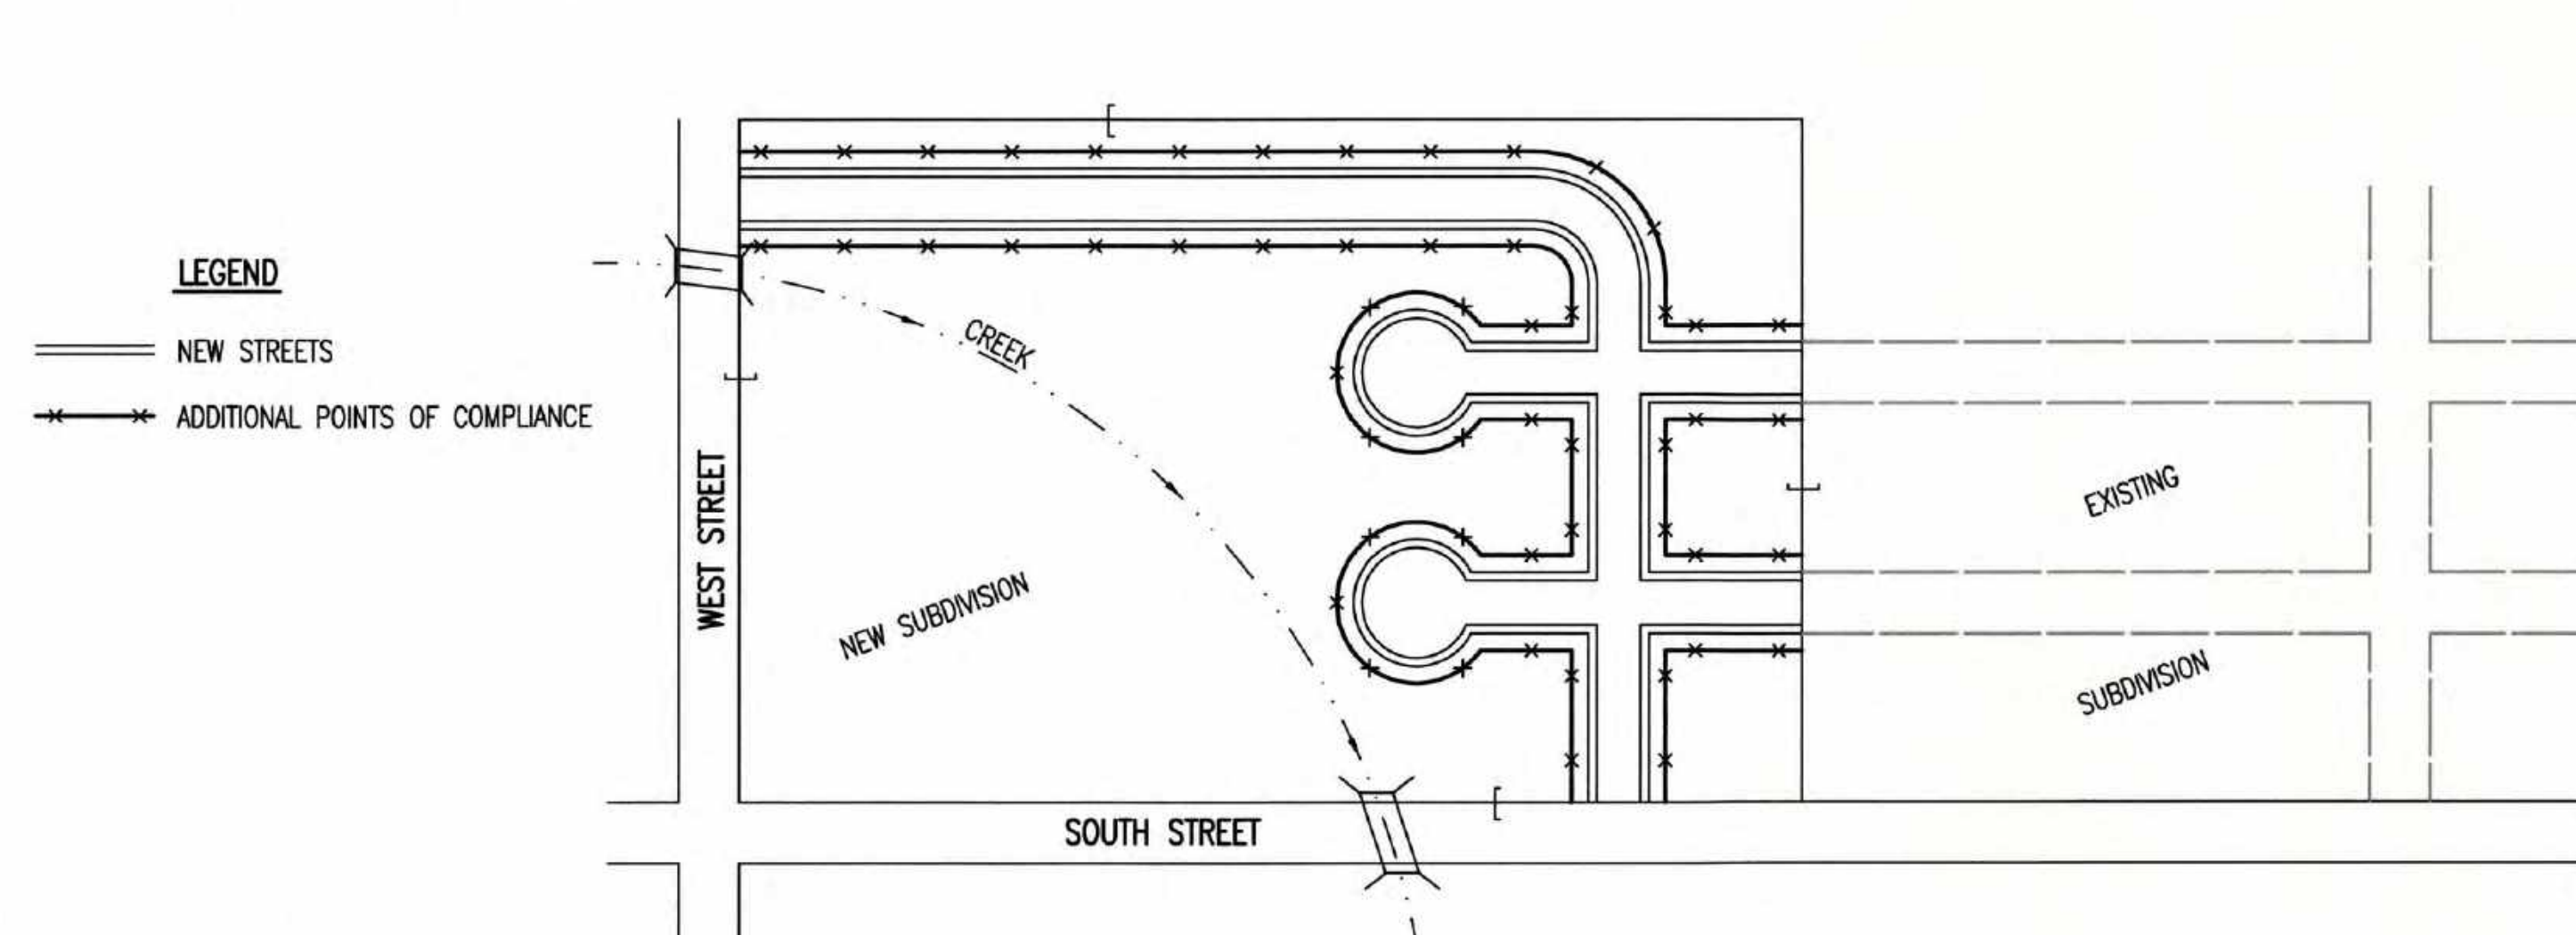 LEGEND
NEW STREETS
ADDITIONAL POINTS OF COMPLIANCE
WEST STREET
CREEK
NEW SUBDIVISION
SOUTH STREET
EXISTING
SUBDIVISION